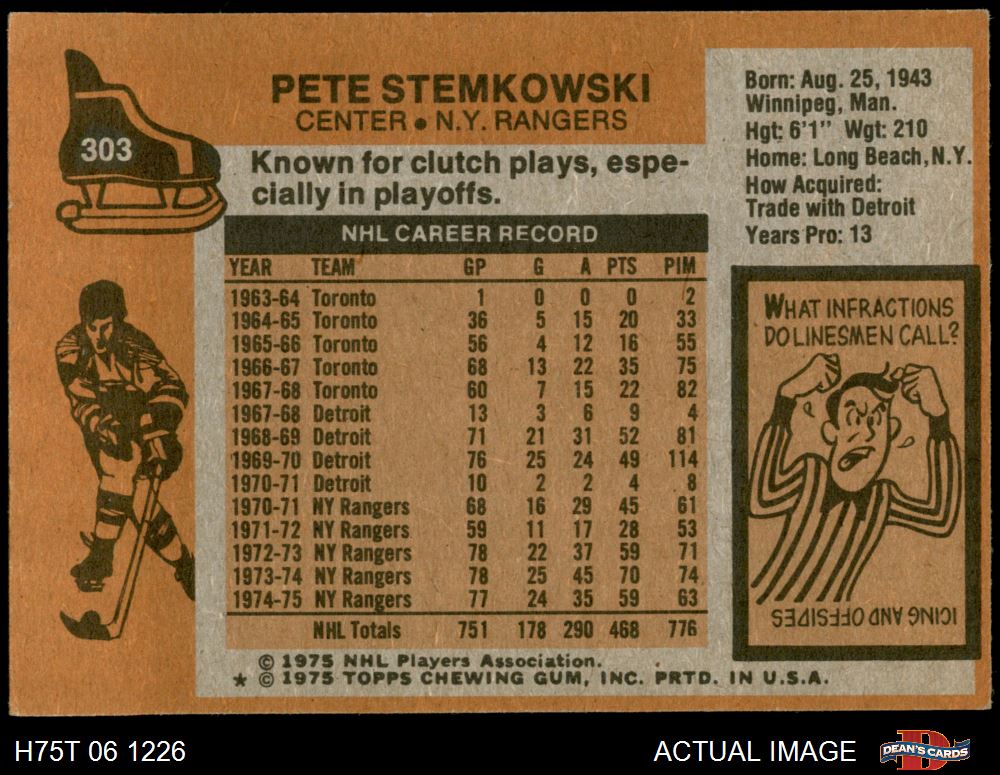 PETE STEMKOWSKI
CENTER • N.Y. RANGERS
303
Known for clutch plays, espe-
cially in playoffs.
Born: Aug. 25, 1943
Winnipeg, Man.
Hgt: 6'1" Wgt: 210
Home: Long Beach, N.Y.
How Acquired:
Trade with Detroit
Years Pro: 13
NHL CAREER RECORD
YEAR TEAM GP G A PTS PIM
1963-64 Toronto 1 0 0 0 2
1964-65 Toronto 36 5 15 20 33
1965-66 Toronto 56 4 12 16 55
1966-67 Toronto 68 13 22 35 75
1967-68 Toronto 60 7 15 22 82
1967-68 Detroit 13 3 6 9 4
1968-69 Detroit 71 21 31 52 81
1969-70 Detroit 76 25 24 49 114
1970-71 Detroit 10 2 2 4 8
1970-71 NY Rangers 68 16 29 45 61
1971-72 NY Rangers 59 11 17 28 53
1972-73 NY Rangers 78 22 37 59 71
1973-74 NY Rangers 78 25 45 70 74
1974-75 NY Rangers 77 24 35 59 63
NHL Totals 751 178 290 468 776
WHAT INFRACTIONS
DO LINESMEN CALL?
ICING AND OFFSIDES
© 1975 NHL Players Association.
* © 1975 TOPPS CHEWING GUM, INC. PRTD. IN U.S.A.
H75T 06 1226
ACTUAL IMAGE
DEAN'S CARDS